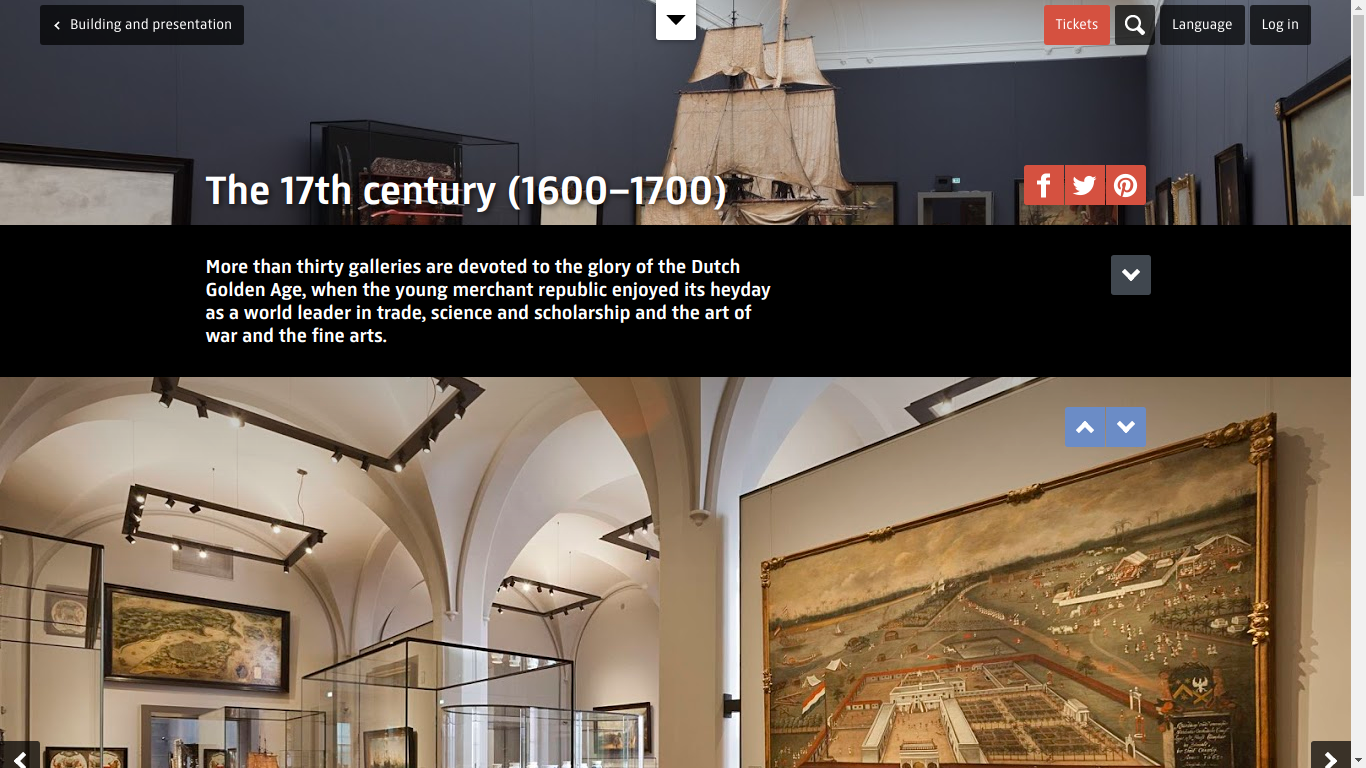 Building and presentation
Tickets
Language
Log in
The 17th century (1600–1700)
More than thirty galleries are devoted to the glory of the Dutch
Golden Age, when the young merchant republic enjoyed its heyday
as a world leader in trade, science and scholarship and the art of
war and the fine arts.